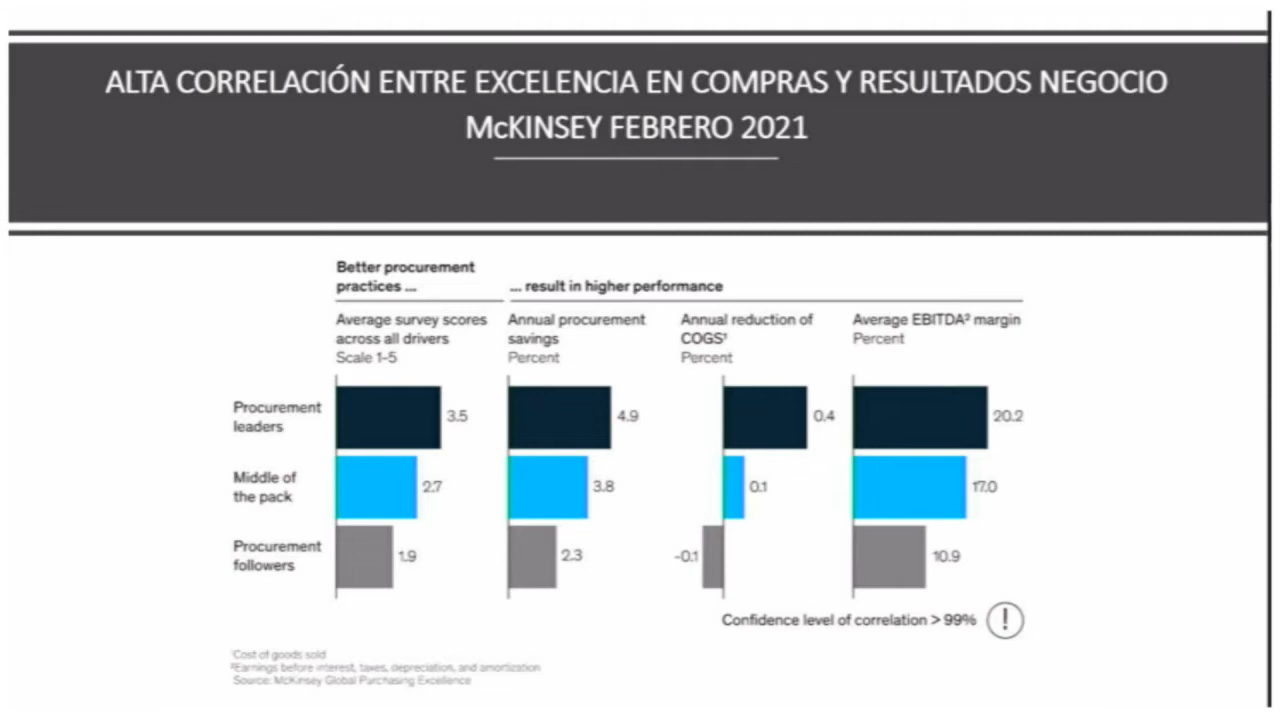 ALTA CORRELACIÓN ENTRE EXCELENCIA EN COMPRAS Y RESULTADOS NEGOCIO
McKINSEY FEBRERO 2021
Better procurement
practices ...
... result in higher performance
Average survey scores
across all drivers
Scale 1–5
Annual procurement
savings
Percent
Annual reduction of
COGS¹
Percent
Average EBITDA² margin
Percent
Procurement
leaders
3.5
4.9
0.4
20.2
Middle of
the pack
2.7
3.8
0.1
17.0
Procurement
followers
1.9
2.3
-0.1
10.9
Confidence level of correlation > 99%
!
¹Cost of goods sold
²Earnings before interest, taxes, depreciation, and amortization
Source: McKinsey Global Purchasing Excellence